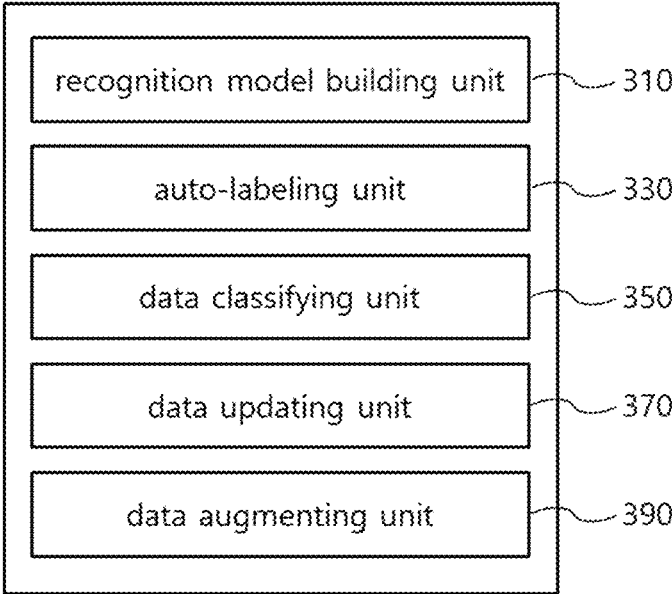 recognition model building unit 310
auto-labeling unit 330
data classifying unit 350
data updating unit 370
data augmenting unit 390